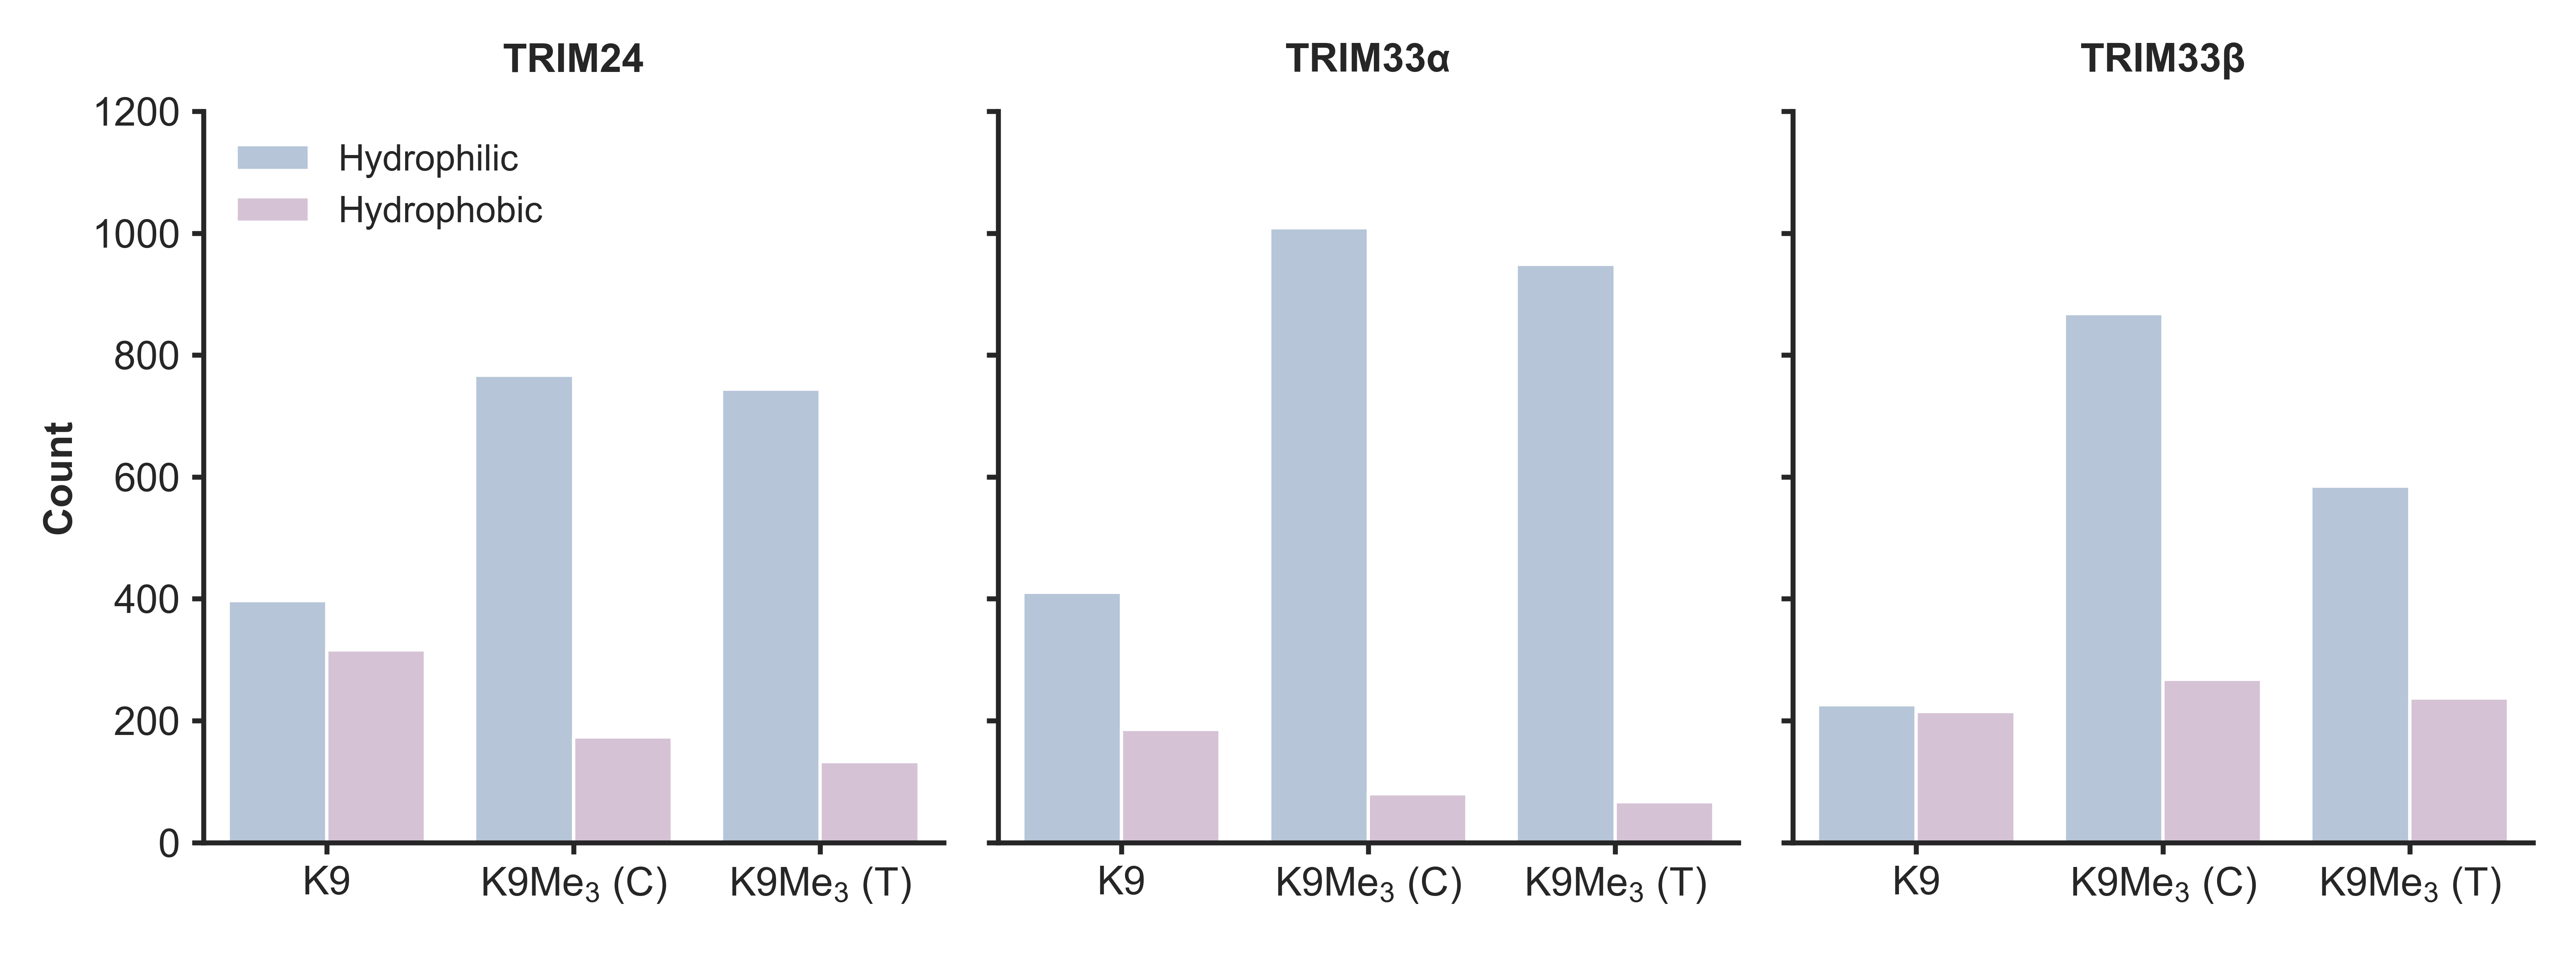 TRIM24
TRIM33α
TRIM33β
1200
1000
800
600
400
200
0
Count
Hydrophilic
Hydrophobic
K9
K9Me₃ (C)
K9Me₃ (T)
K9
K9Me₃ (C)
K9Me₃ (T)
K9
K9Me₃ (C)
K9Me₃ (T)